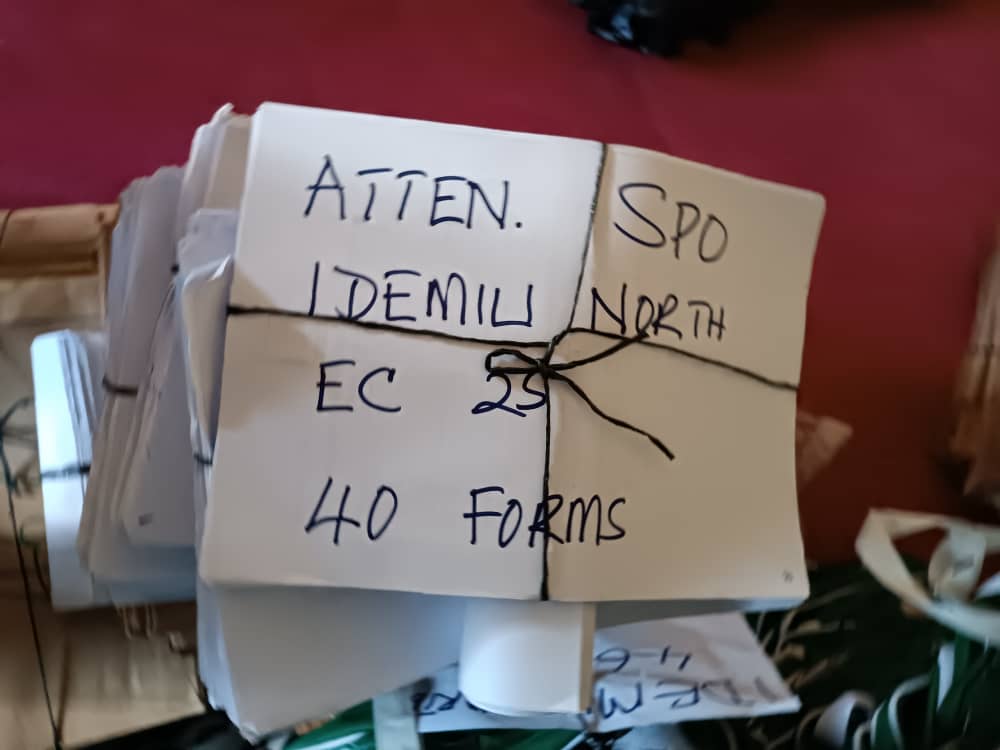 ATTEN. SPO
IDEMILI NORTH
EC 25
40 FORMS